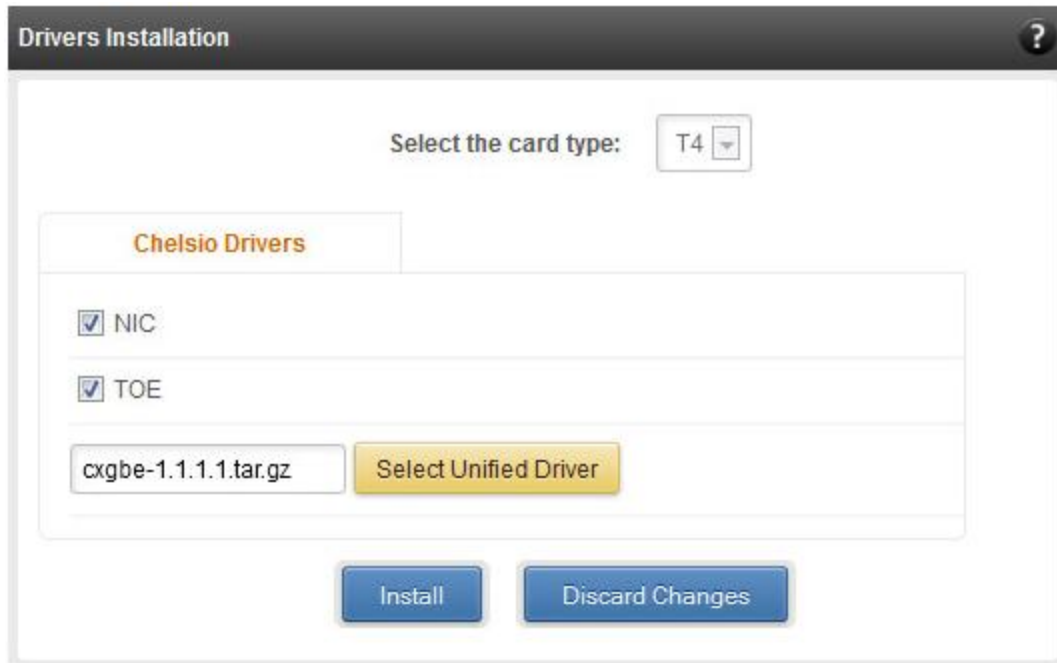 Drivers Installation ?
Select the card type: T4
Chelsio Drivers
NIC
TOE
cxgbe-1.1.1.1.tar.gz Select Unified Driver
Install Discard Changes